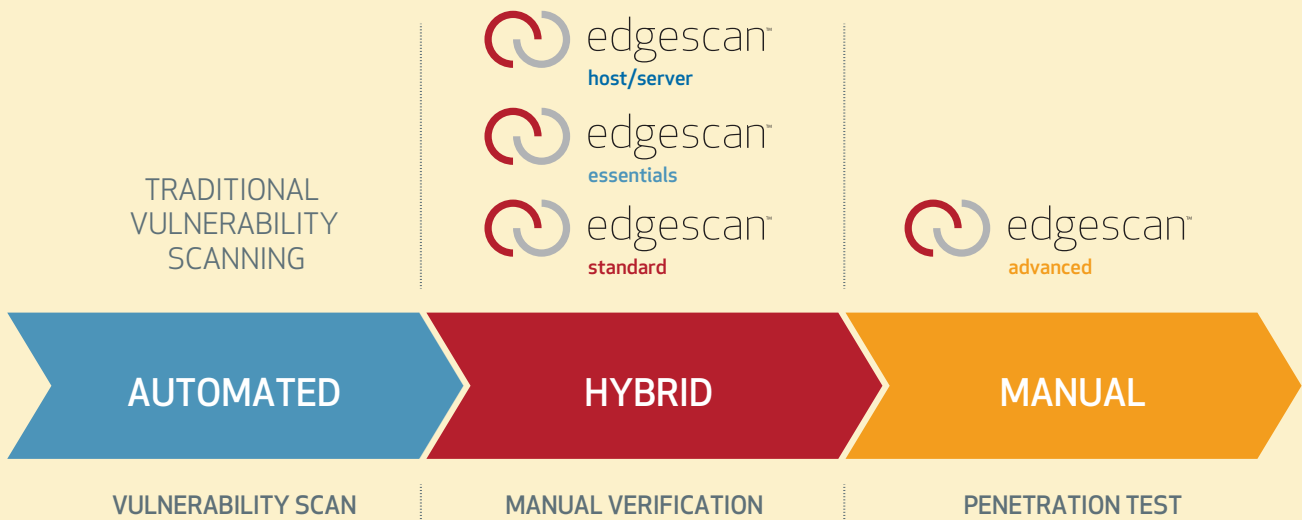 TRADITIONAL
VULNERABILITY
SCANNING
edgescan™
host/server
edgescan™
essentials
edgescan™
standard
edgescan™
advanced
AUTOMATED
HYBRID
MANUAL
VULNERABILITY SCAN
MANUAL VERIFICATION
PENETRATION TEST